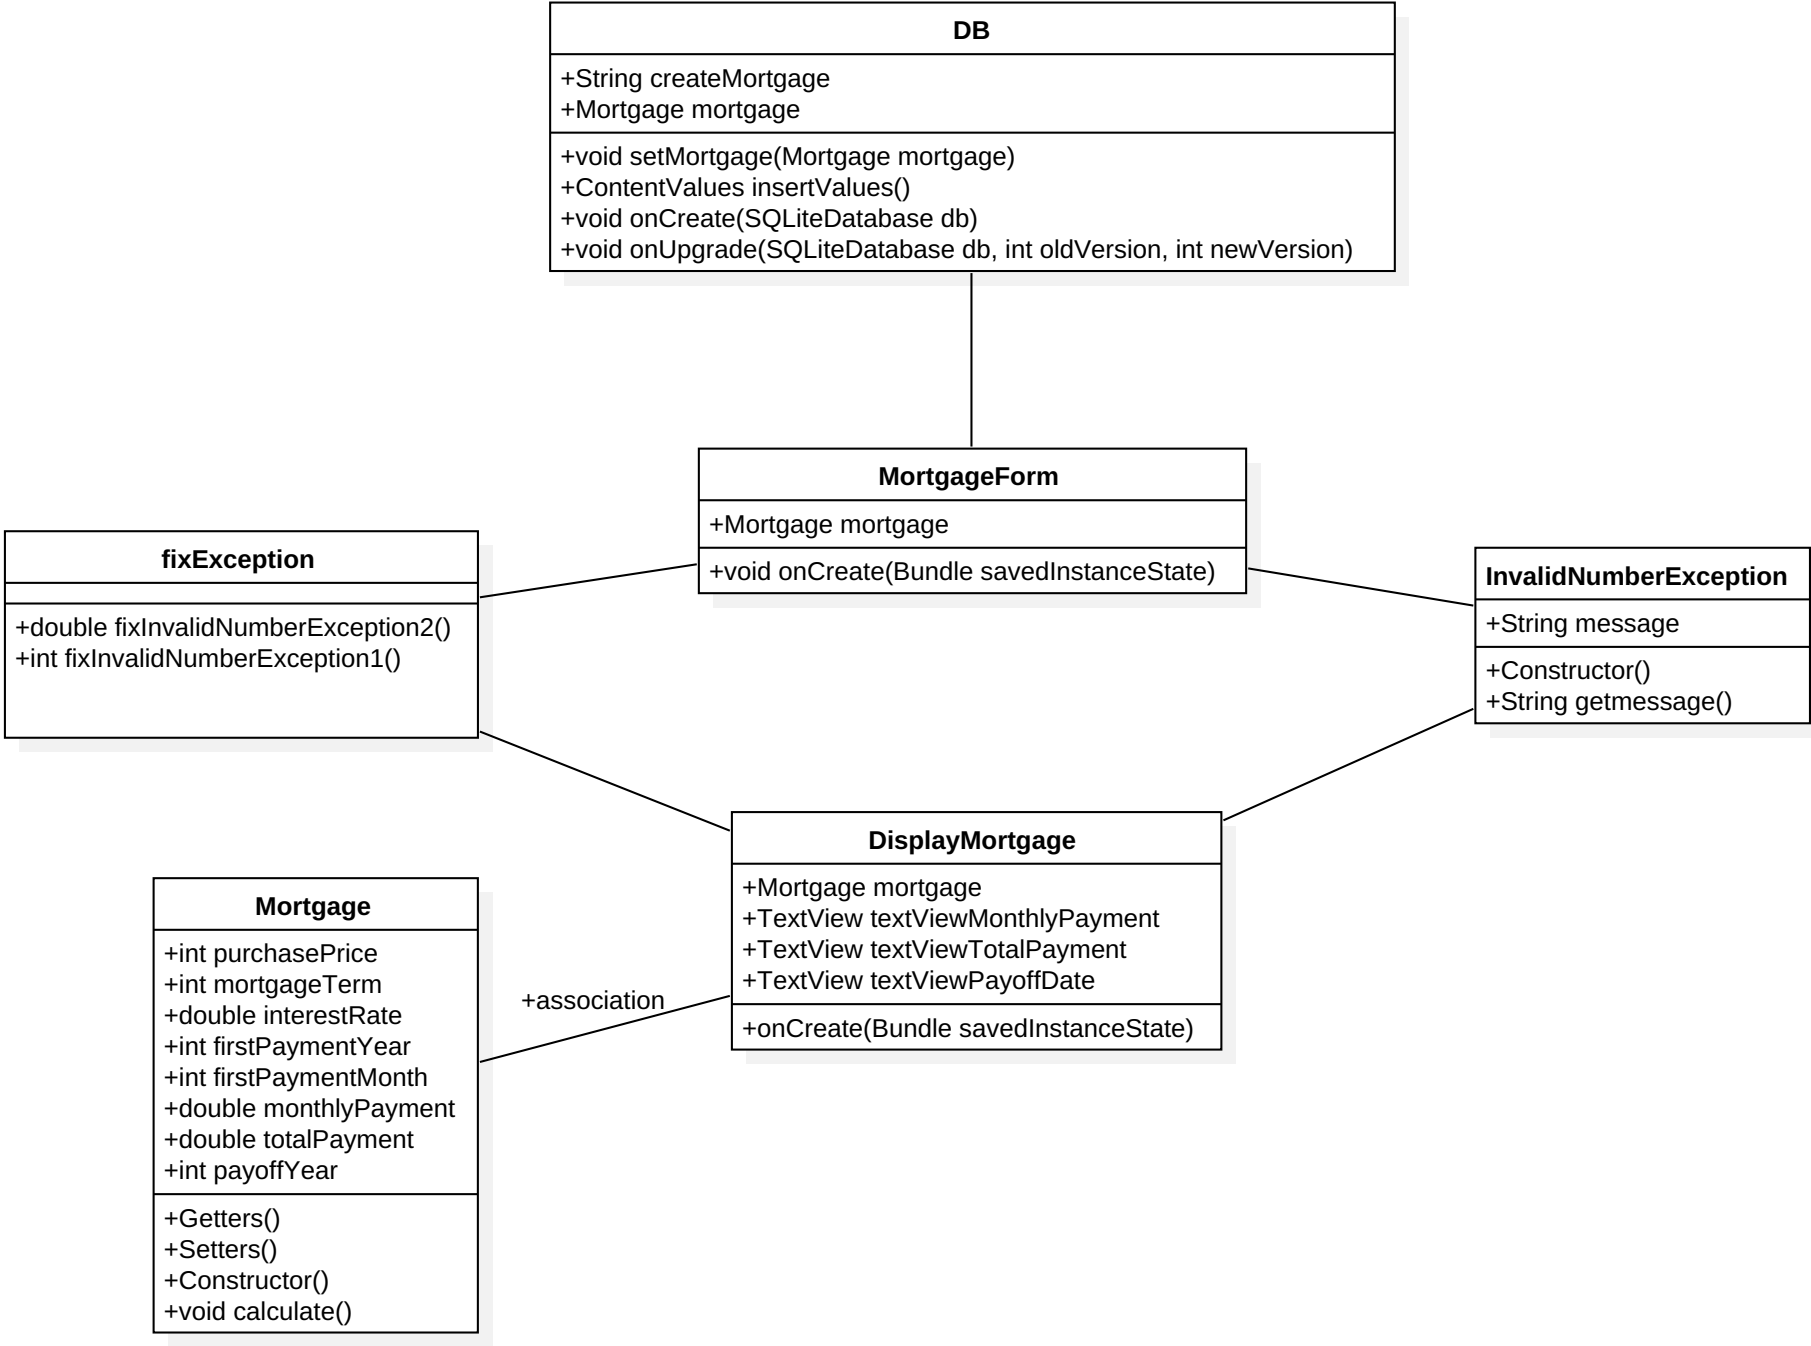 DB
+String createMortgage
+Mortgage mortgage
+void setMortgage(Mortgage mortgage)
+ContentValues insertValues()
+void onCreate(SQLiteDatabase db)
+void onUpgrade(SQLiteDatabase db, int oldVersion, int newVersion)
MortgageForm
+Mortgage mortgage
+void onCreate(Bundle savedInstanceState)
fixException
+double fixInvalidNumberException2()
+int fixInvalidNumberException1()
InvalidNumberException
+String message
+Constructor()
+String getmessage()
DisplayMortgage
+Mortgage mortgage
+TextView textViewMonthlyPayment
+TextView textViewTotalPayment
+TextView textViewPayoffDate
+onCreate(Bundle savedInstanceState)
+association
Mortgage
+int purchasePrice
+int mortgageTerm
+double interestRate
+int firstPaymentYear
+int firstPaymentMonth
+double monthlyPayment
+double totalPayment
+int payoffYear
+Getters()
+Setters()
+Constructor()
+void calculate()